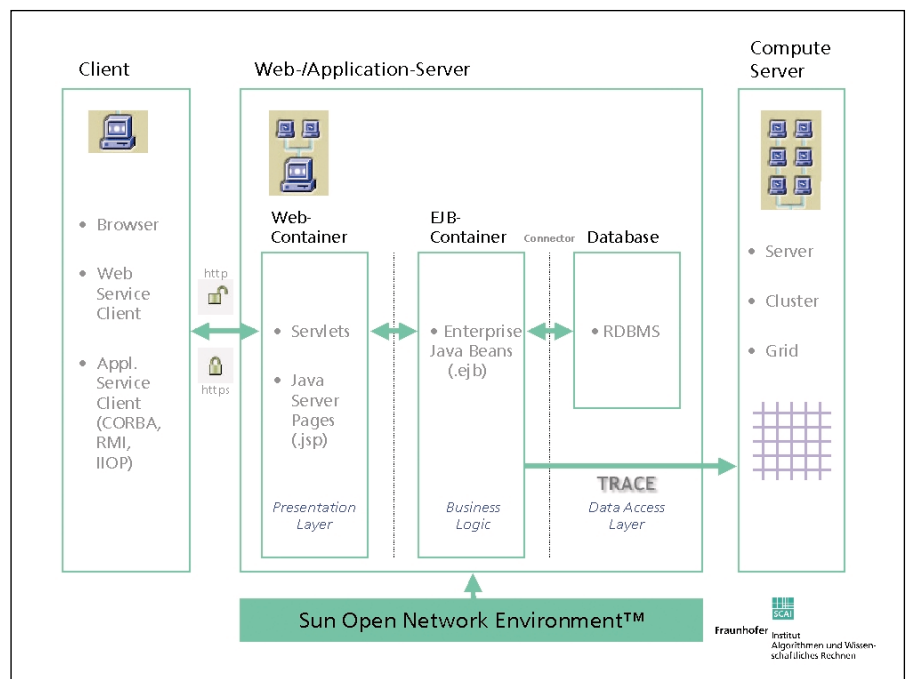 Client
Web-/Application-Server
Compute
Server
• Browser
• Web
Service
Client
• Appl.
Service
Client
(CORBA,
RMI,
IIOP)
http
https
Web-
Container
• Servlets
• Java
Server
Pages
(.jsp)
Presentation
Layer
EJB-
Container
• Enterprise
Java Beans
(.ejb)
Business
Logic
Connector
Database
• RDBMS
TRACE
Data Access
Layer
• Server
• Cluster
• Grid
Sun Open Network Environment™
SCAI
Fraunhofer Institut
Algorithmen und Wissen-
schaftliches Rechnen